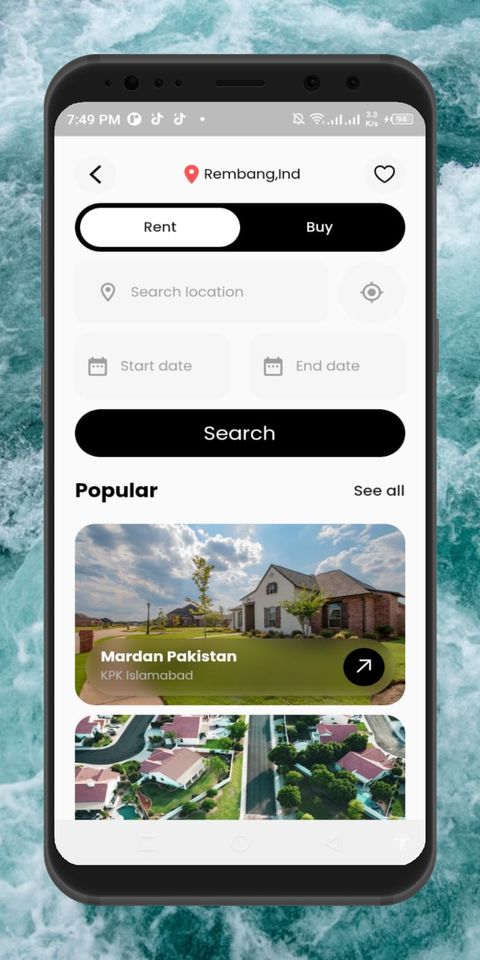 7:49 PM
3.3
K/s
94
Rembang,Ind
Rent
Buy
Search location
Start date
End date
Search
Popular
See all
Mardan Pakistan
KPK Islamabad